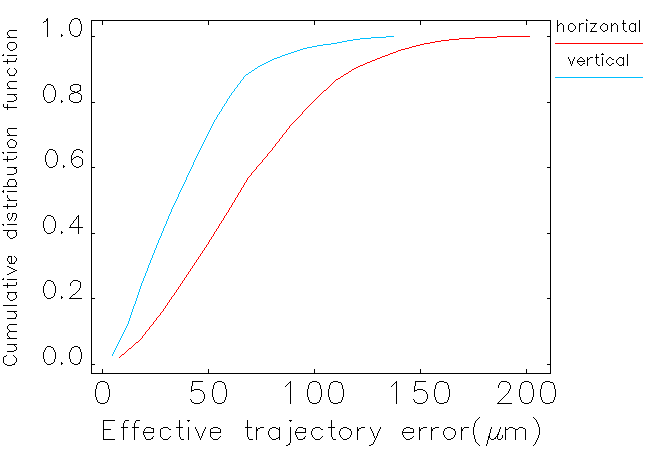 Cumulative distribution function
1.0
0.8
0.6
0.4
0.2
0.0
0 50 100 150 200
Effective trajectory error(μm)
horizontal
vertical